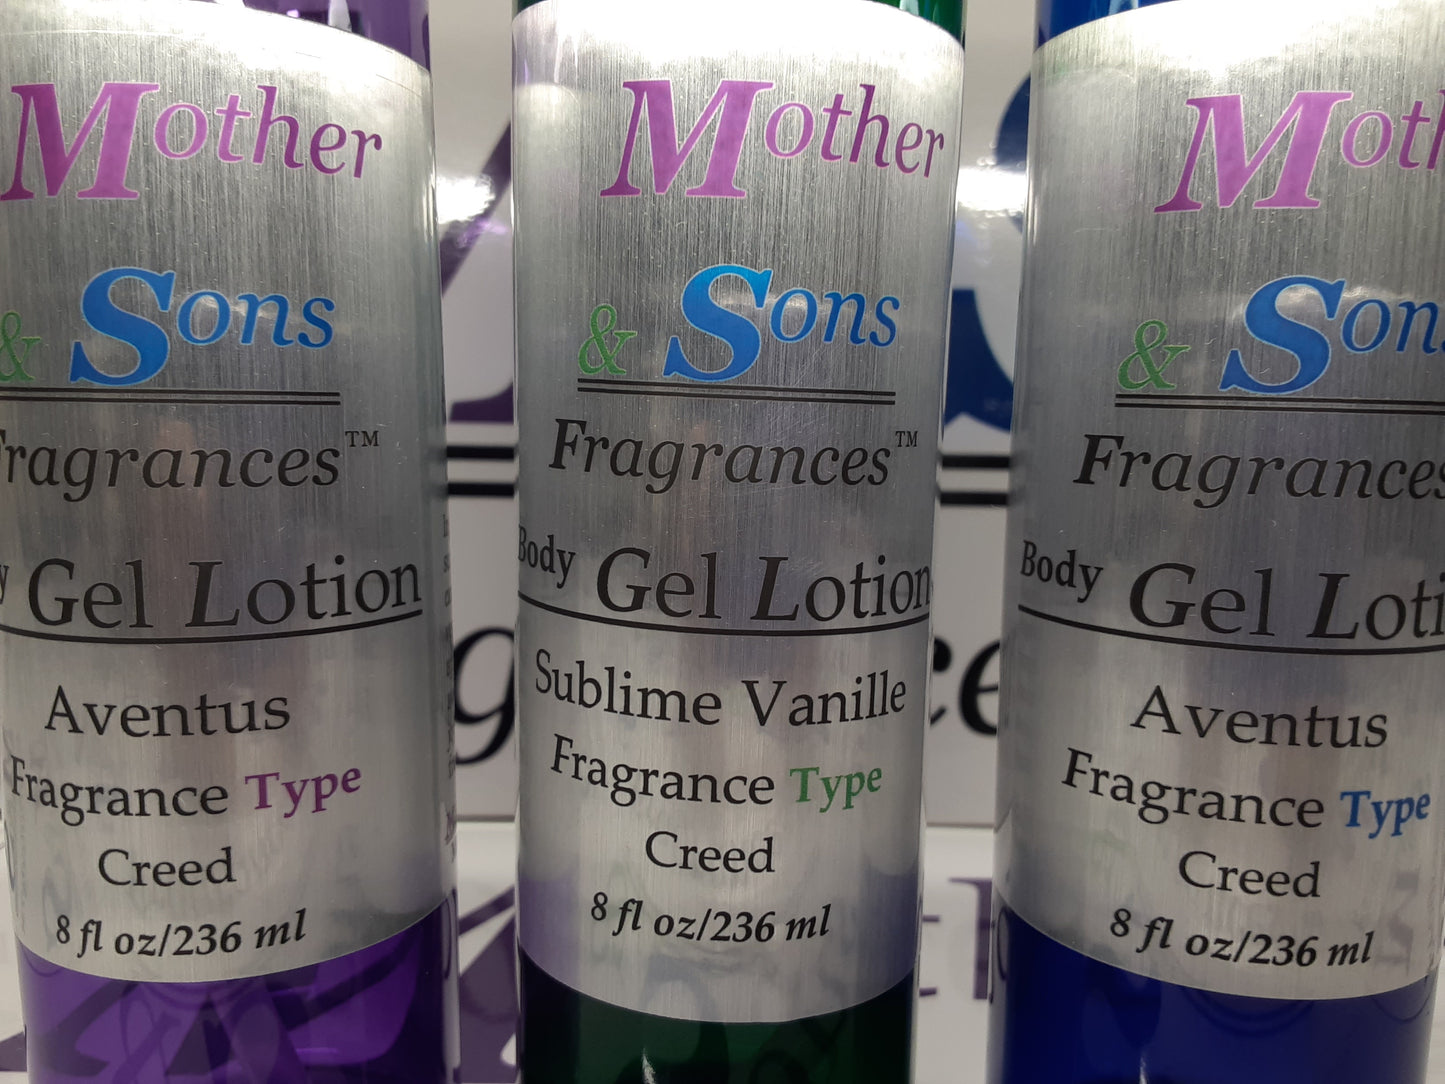 Mother
& Sons
Fragrances™
Gel Lotion
Aventus
Fragrance Type
Creed
8 fl oz/236 ml
Mother
& Sons
Fragrances™
Body Gel Lotion
Sublime Vanille
Fragrance Type
Creed
8 fl oz/236 ml
Moth
& Sons
Fragrances
Body Gel Loti
Aventus
Fragrance Type
Creed
8 fl oz/236 ml